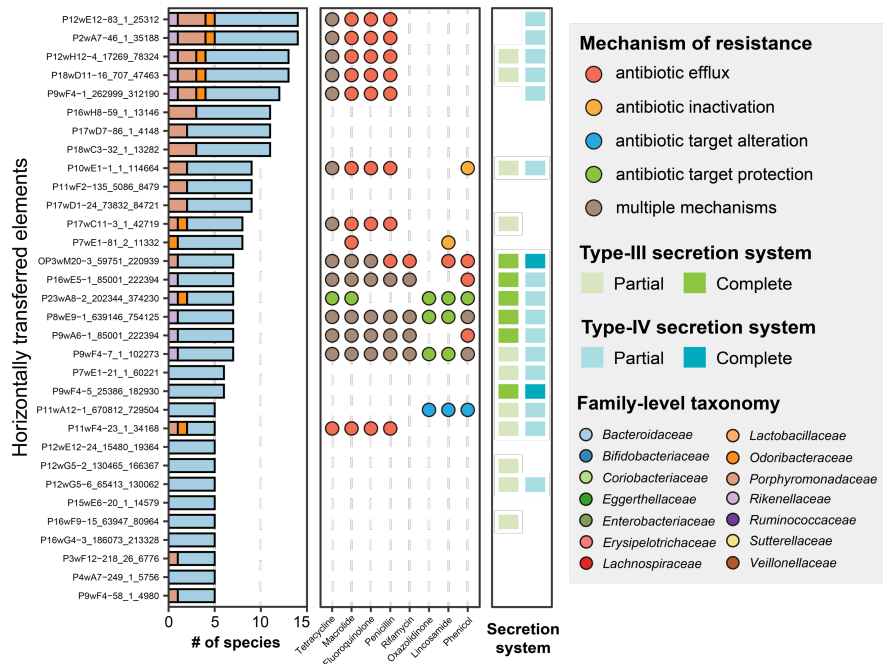 Horizontally transferred elements
P12wE12-83_1_25312
P2wA7-46_1_35188
P12wH12-4_17269_78324
P18wD11-16_707_47463
P9wF4-1_262999_312190
P16wH8-59_1_13146
P17wD7-86_1_4148
P18wC3-32_1_13282
P10wE1-1_1_114664
P11wF2-135_5086_8479
P17wD1-24_73832_84721
P17wC11-3_1_42719
P7wE1-81_2_11332
OP3wM20-3_59751_220939
P16wE5-1_85001_222394
P23wA8-2_202344_374230
P8wE9-1_639146_754125
P9wA6-1_85001_222394
P9wF4-7_1_102273
P7wE1-21_1_60221
P9wF4-5_25386_182930
P11wA12-1_670812_729504
P11wF4-23_1_34168
P12wE12-24_15480_19364
P12wG5-2_130465_166367
P12wG5-6_65413_130062
P15wE6-20_1_14579
P16wF9-15_63947_80964
P16wG4-3_186073_213328
P3wF12-218_26_6776
P4wA7-249_1_5756
P9wF4-58_1_4980
0 5 10 15
# of species
Tetracycline
Macrolide
Fluoroquinolone
Penicillin
Rifamycin
Oxazolidinone
Lincosamide
Phenicol
Secretion
system
Mechanism of resistance
antibiotic efflux
antibiotic inactivation
antibiotic target alteration
antibiotic target protection
multiple mechanisms
Type-III secretion system
Partial Complete
Type-IV secretion system
Partial Complete
Family-level taxonomy
Bacteroidaceae
Bifidobacteriaceae
Coriobacteriaceae
Eggerthellaceae
Enterobacteriaceae
Erysipelotrichaceae
Lachnospiraceae
Lactobacillaceae
Odoribacteraceae
Porphyromonadaceae
Rikenellaceae
Ruminococcaceae
Sutterellaceae
Veillonellaceae